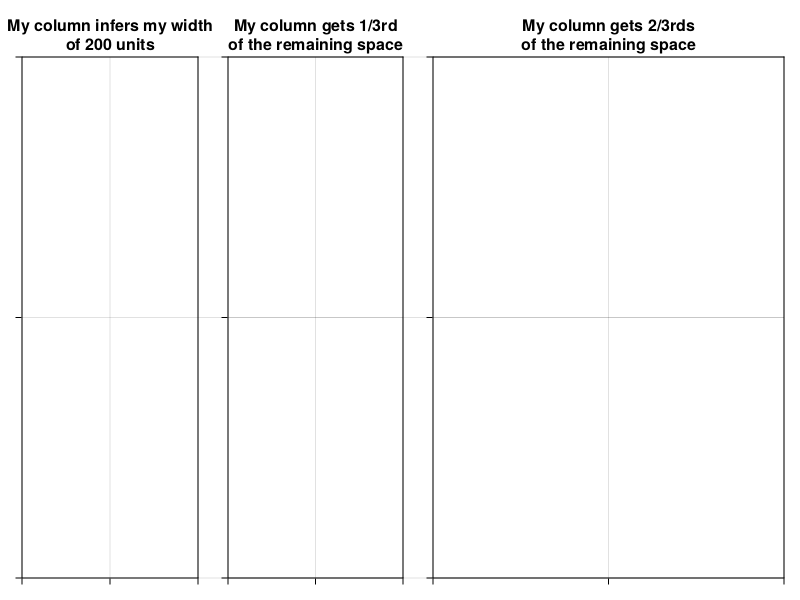 My column infers my width
of 200 units
My column gets 1/3rd
of the remaining space
My column gets 2/3rds
of the remaining space